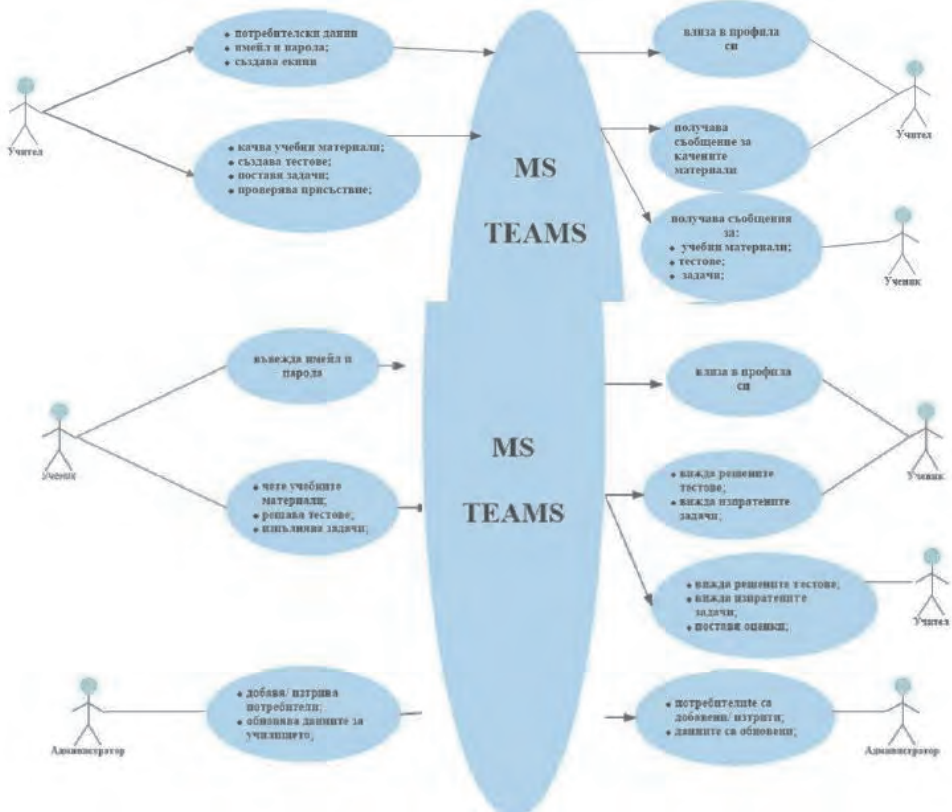 • потребителски данни
• имейл и парола;
• създава екипи
влиза в профила
си
Учител
Учител
• качва учебни материали;
• създава тестове;
• поставя задачи;
• проверява присъствие;
MS
TEAMS
получава
съобщение за
качените
материали
получава съобщения
за:
• учебни материали;
• тестове;
• задачи;
Ученик
въвежда имейл и
парола
влиза в профила
си
Ученик
Ученик
MS
TEAMS
• чете учебните
материали;
• решава тестове;
• изпълнява задачи;
• вижда решените
тестове;
• вижда изпратените
задачи;
• вижда решените тестове;
• вижда изпратените
задачи;
• поставя оценки;
Учител
• добавя/ изтрива
потребители;
• обновява данните за
училището;
• потребителите са
добавени/ изтрити;
• данните са обновени;
Администратор
Администратор